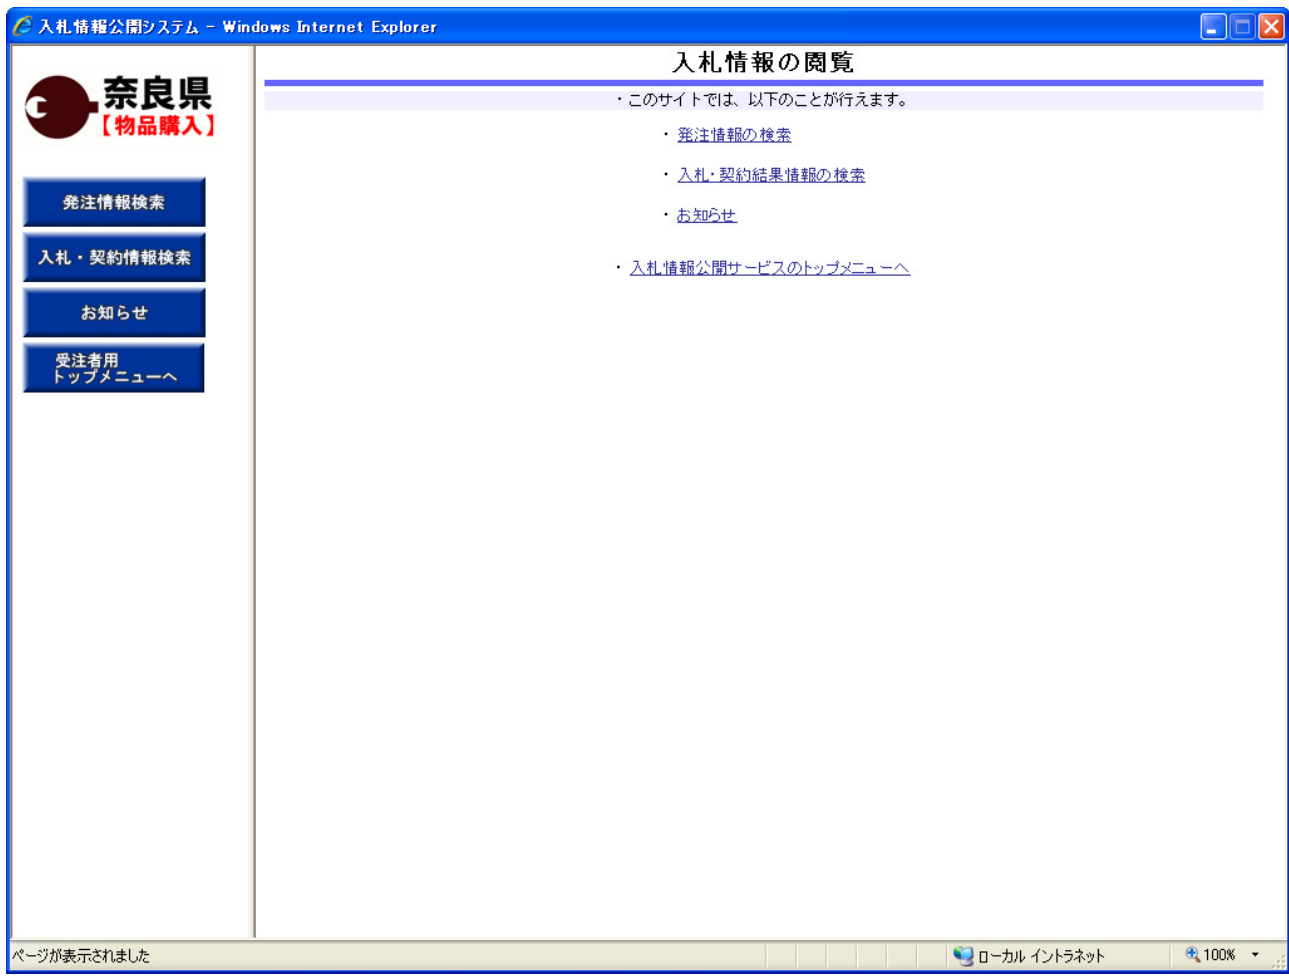 入札情報公開システム - Windows Internet Explorer
奈良県
【物品購入】
発注情報検索
入札・契約情報検索
お知らせ
受注者用
トップメニューへ
入札情報の閲覧
・このサイトでは、以下のことが行えます。
・ 発注情報の検索
・ 入札・契約結果情報の検索
・ お知らせ
・ 入札情報公開サービスのトップメニューへ
ページが表示されました
ローカル イントラネット
100%